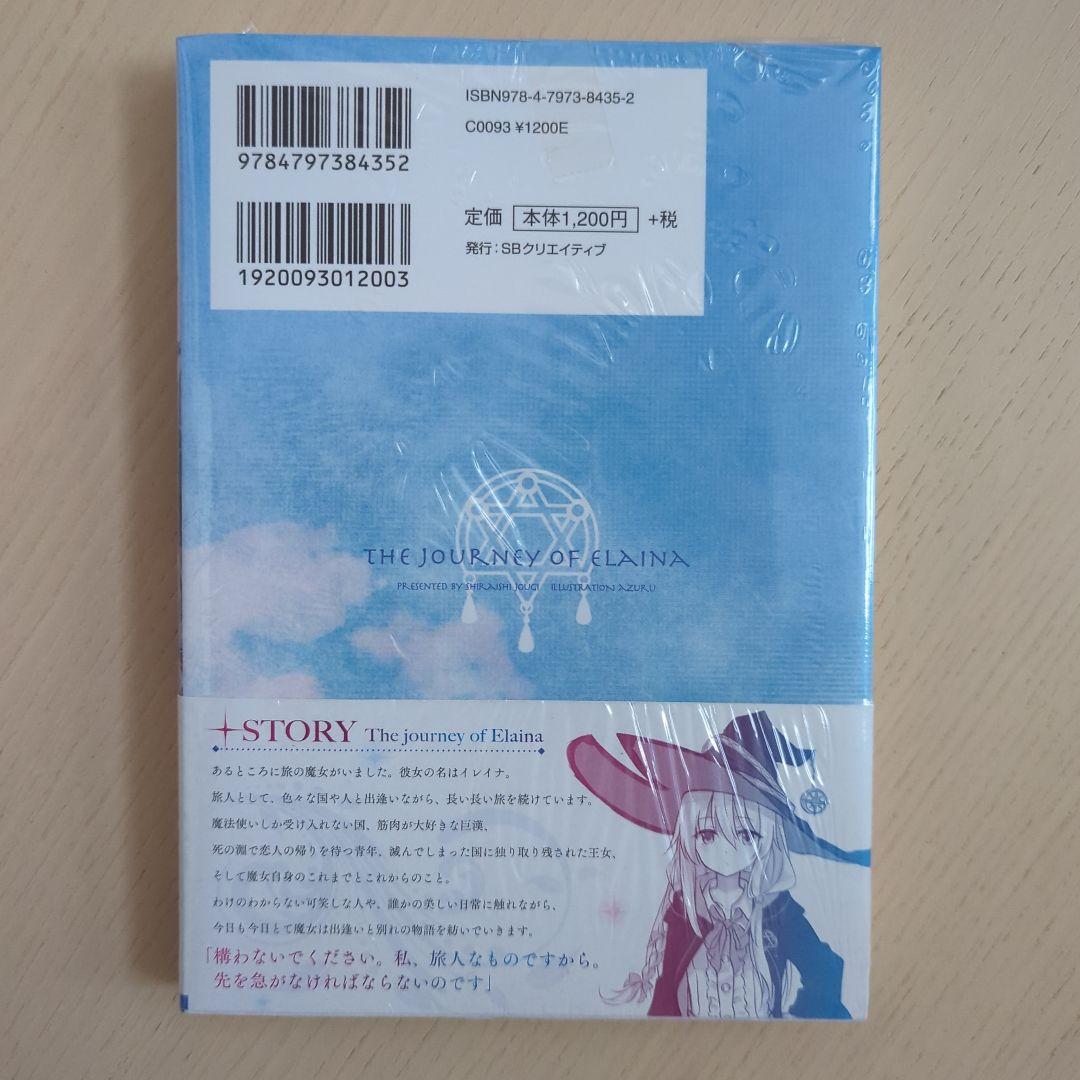 ISBN978-4-7973-8435-2
C0093 ¥1200E
9784797384352
定価 本体1,200円 +税
発行：SBクリエイティブ
1920093012003
THE JOURNEY OF ELAINA
PRESENTED BY SHIRAISHI JOUGI ILLUSTRATION AZURU
STORY The journey of Elaina
あるところに旅の魔女がいました。彼女の名はイレイナ。
旅人として、色々な国や人と出逢いながら、長い長い旅を続けています。
魔法使いしか受け入れない国、筋肉が大好きな巨漢、
死の淵で恋人の帰りを待つ青年、滅んでしまった国に独り取り残された王女、
そして魔女自身のこれまでとこれからのこと。
わけのわからない可笑しな人や、誰かの美しい日常に触れながら、
今日も今日とて魔女は出逢いと別れの物語を紡いでいきます。
「構わないでください。私、旅人なものですから。
先を急がなければならないのです」